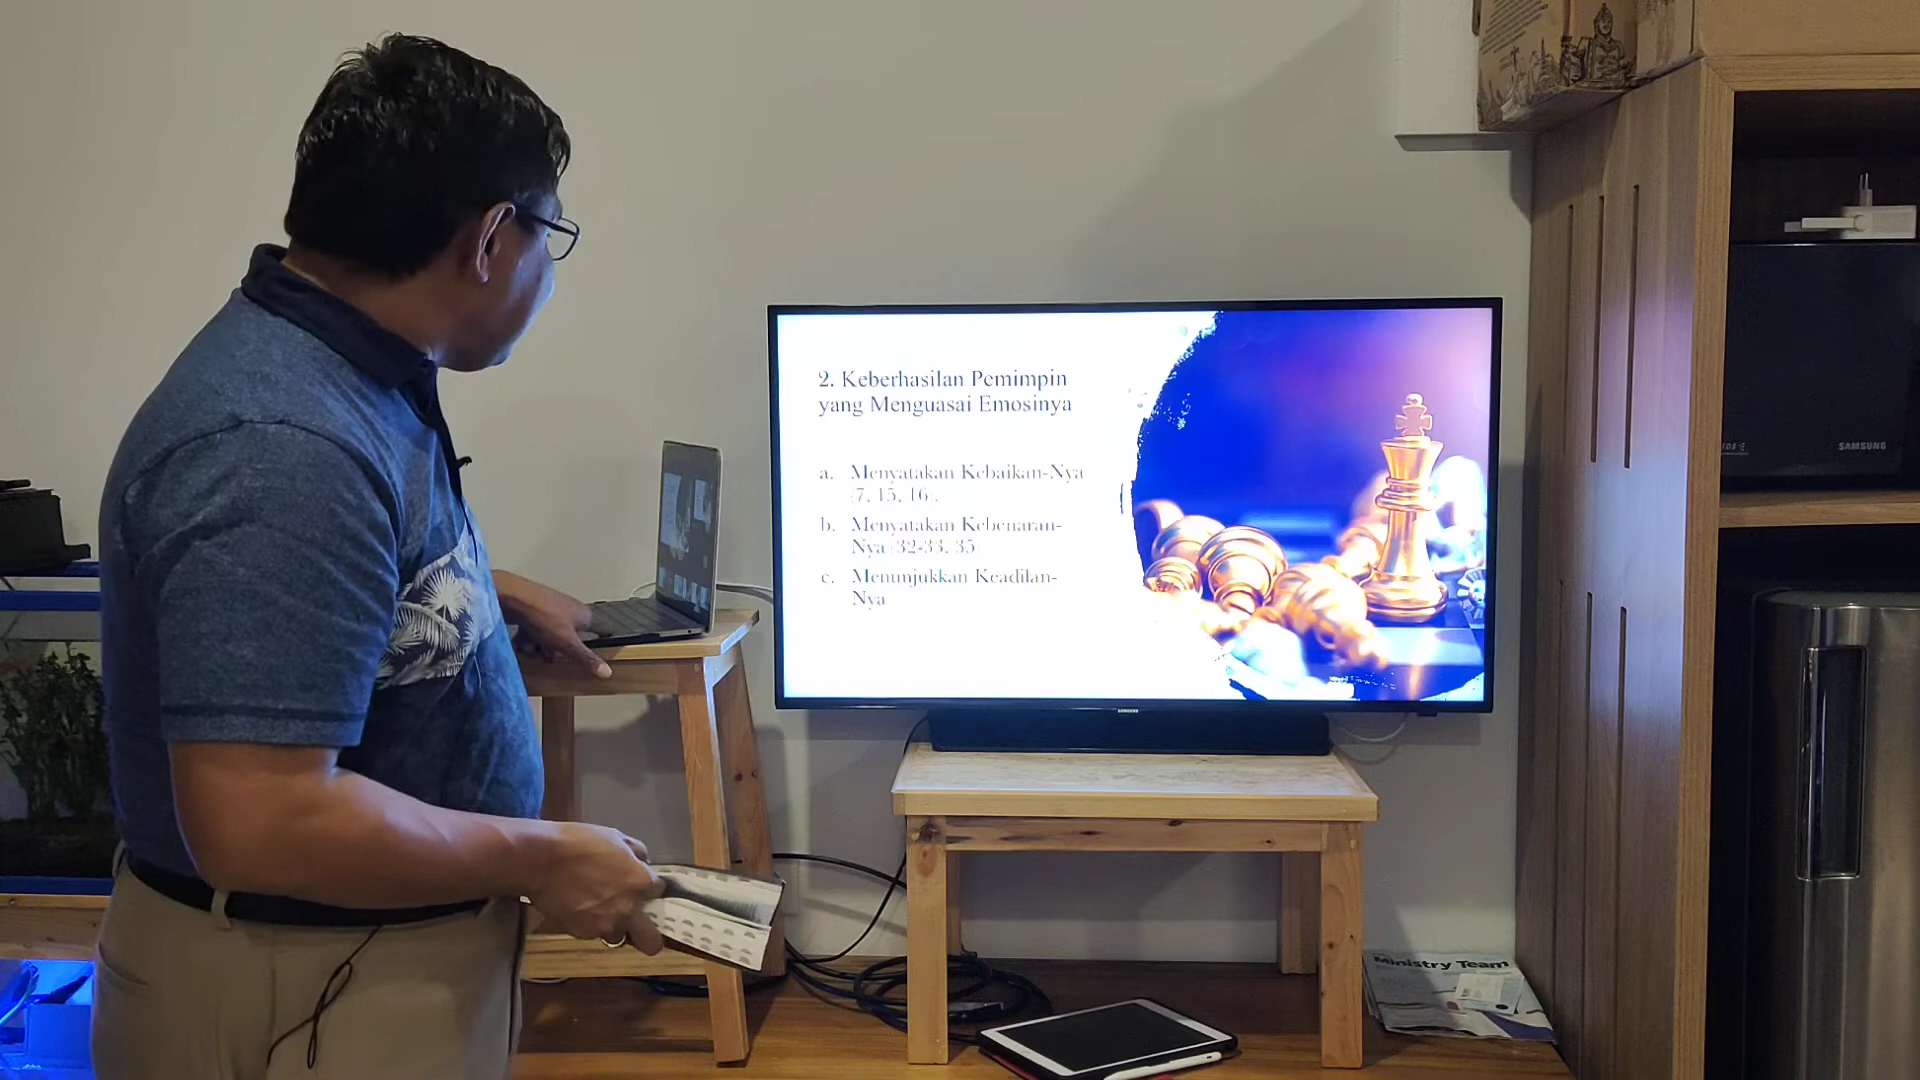 2. Keberhasilan Pemimpin
yang Menguasai Emosinya
a. Menyatakan Kebaikan-Nya
(7, 15, 16).
b. Menyatakan Kebenaran-
Nya (32-33, 35)
c. Menunjukkan Keadilan-
Nya
SAMSUNG
SAMSUNG
Ministry Team